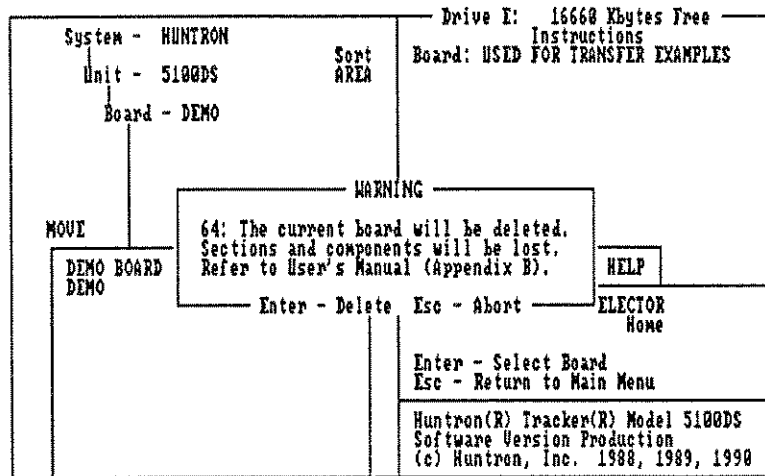 Drive E: 16660 Kbytes Free
System - HUNTRON
Instructions
Sort
Board: USED FOR TRANSFER EXAMPLES
Unit - 5100DS
AREA
Board - DEMO
WARNING
MOVE
64: The current board will be deleted.
Sections and components will be lost.
Refer to User's Manual (Appendix B).
DEMO BOARD
HELP
DEMO
Enter - Delete Esc - Abort
ELECTOR
Home
Enter - Select Board
Esc - Return to Main Menu
Huntron(R) Tracker(R) Model 5100DS
Software Version Production
(c) Huntron, Inc. 1988, 1989, 1990